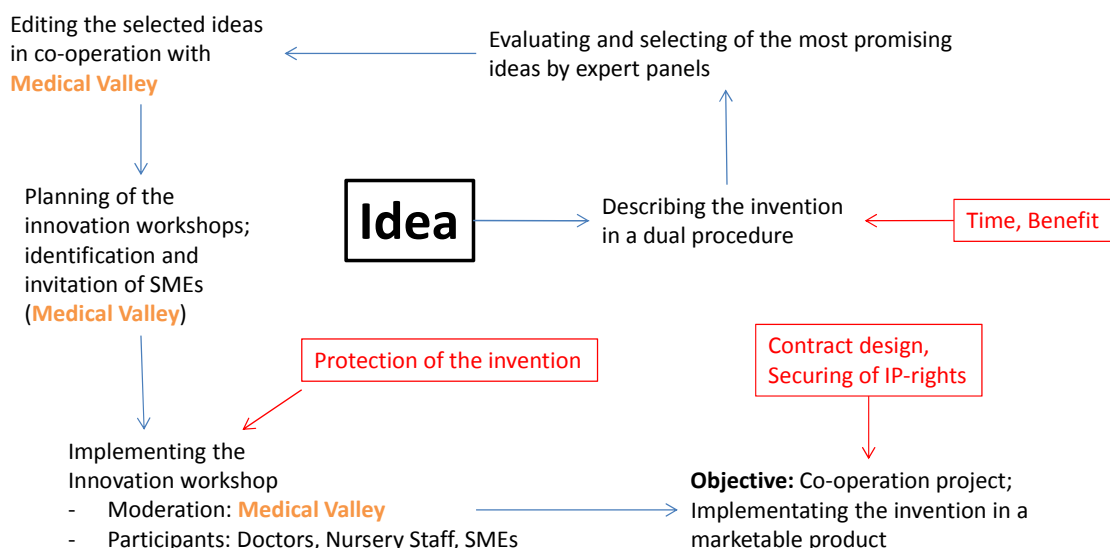 Editing the selected ideas
in co-operation with
Medical Valley
Evaluating and selecting of the most promising
ideas by expert panels
Planning of the
innovation workshops;
identification and
invitation of SMEs
(Medical Valley)
Idea
Describing the invention
in a dual procedure
Time, Benefit
Protection of the invention
Contract design,
Securing of IP-rights
Implementing the
Innovation workshop
- Moderation: Medical Valley
- Participants: Doctors, Nursery Staff, SMEs
Objective: Co-operation project;
Implementating the invention in a
marketable product